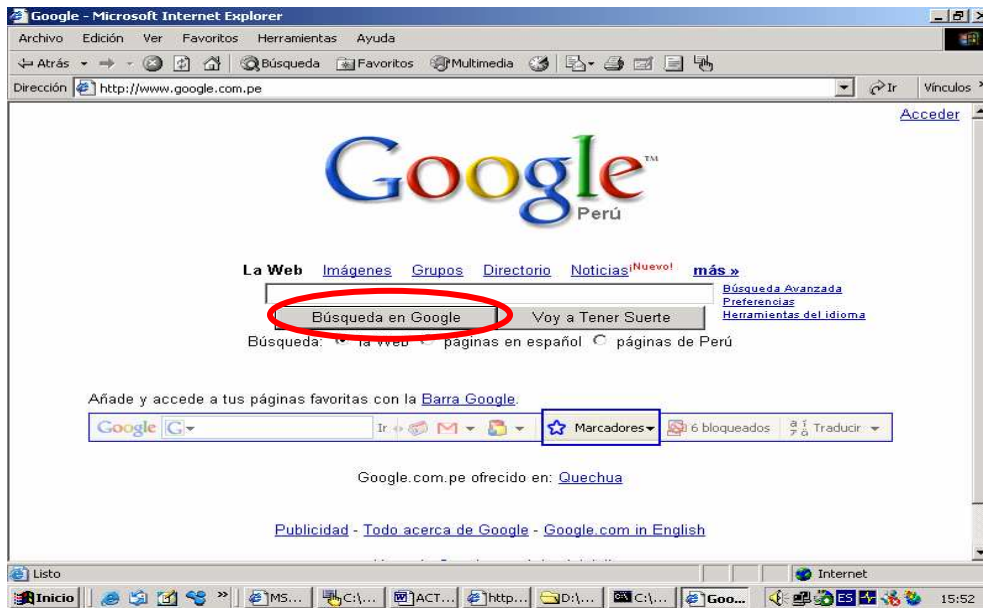 Google - Microsoft Internet Explorer
Archivo Edición Ver Favoritos Herramientas Ayuda
Atrás Búsqueda Favoritos Multimedia
Dirección http://www.google.com.pe Ir Vínculos »
Acceder
Google™
Perú
La Web Imágenes Grupos Directorio Noticias ¡Nuevo! más »
Búsqueda Avanzada
Preferencias
Búsqueda en Google Voy a Tener Suerte Herramientas del idioma
Búsqueda: la Web páginas en español páginas de Perú
Añade y accede a tus páginas favoritas con la Barra Google.
Google G Ir Marcadores 6 bloqueados Traducir
Google.com.pe ofrecido en: Quechua
Publicidad - Todo acerca de Google - Google.com in English
Listo Internet
Inicio » MS... C:\... ACT... http... D:\... C:\... Goo... ES 15:52